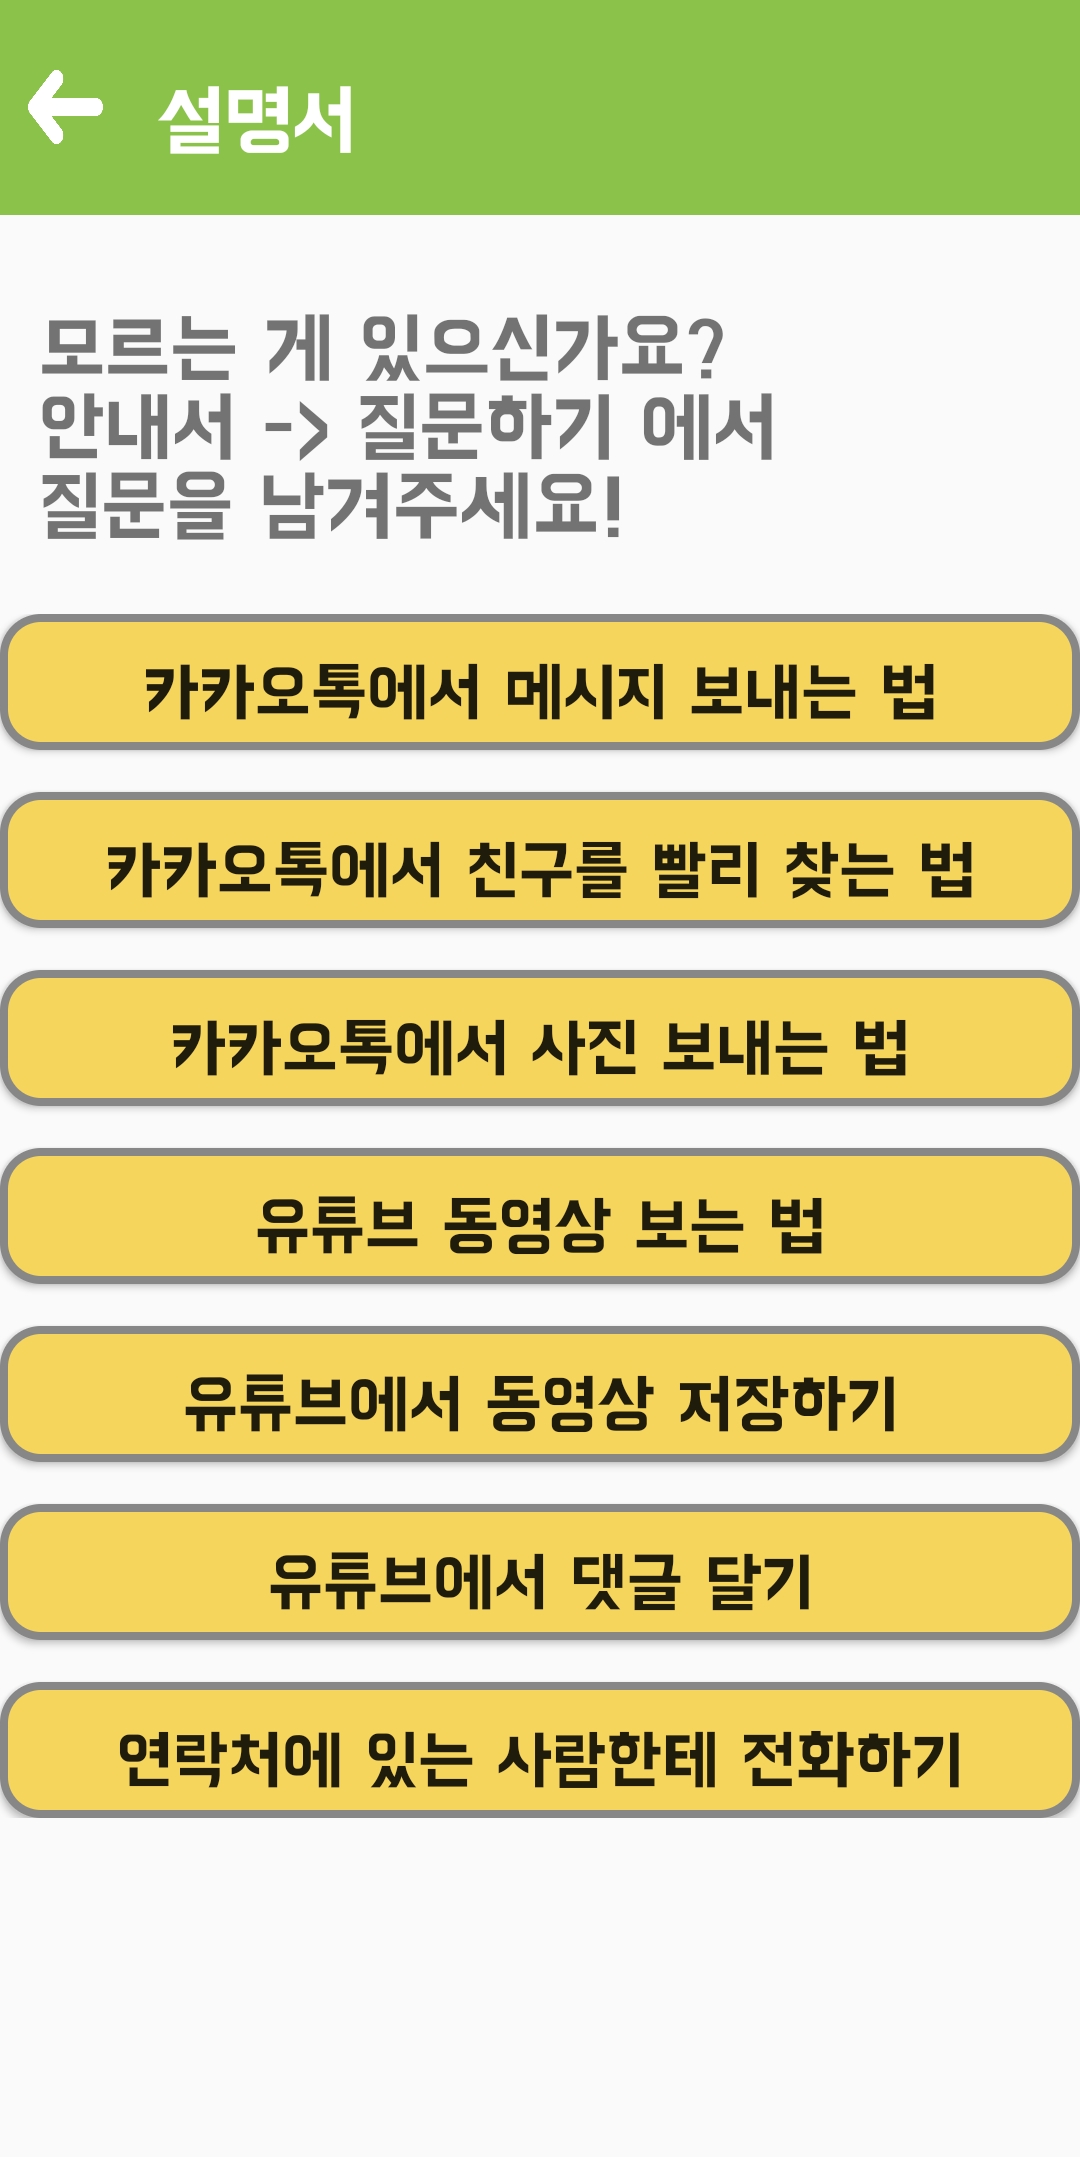 설명서
모르는 게 있으신가요?
안내서 -> 질문하기 에서
질문을 남겨주세요!
카카오톡에서 메시지 보내는 법
카카오톡에서 친구를 빨리 찾는 법
카카오톡에서 사진 보내는 법
유튜브 동영상 보는 법
유튜브에서 동영상 저장하기
유튜브에서 댓글 달기
연락처에 있는 사람한테 전화하기